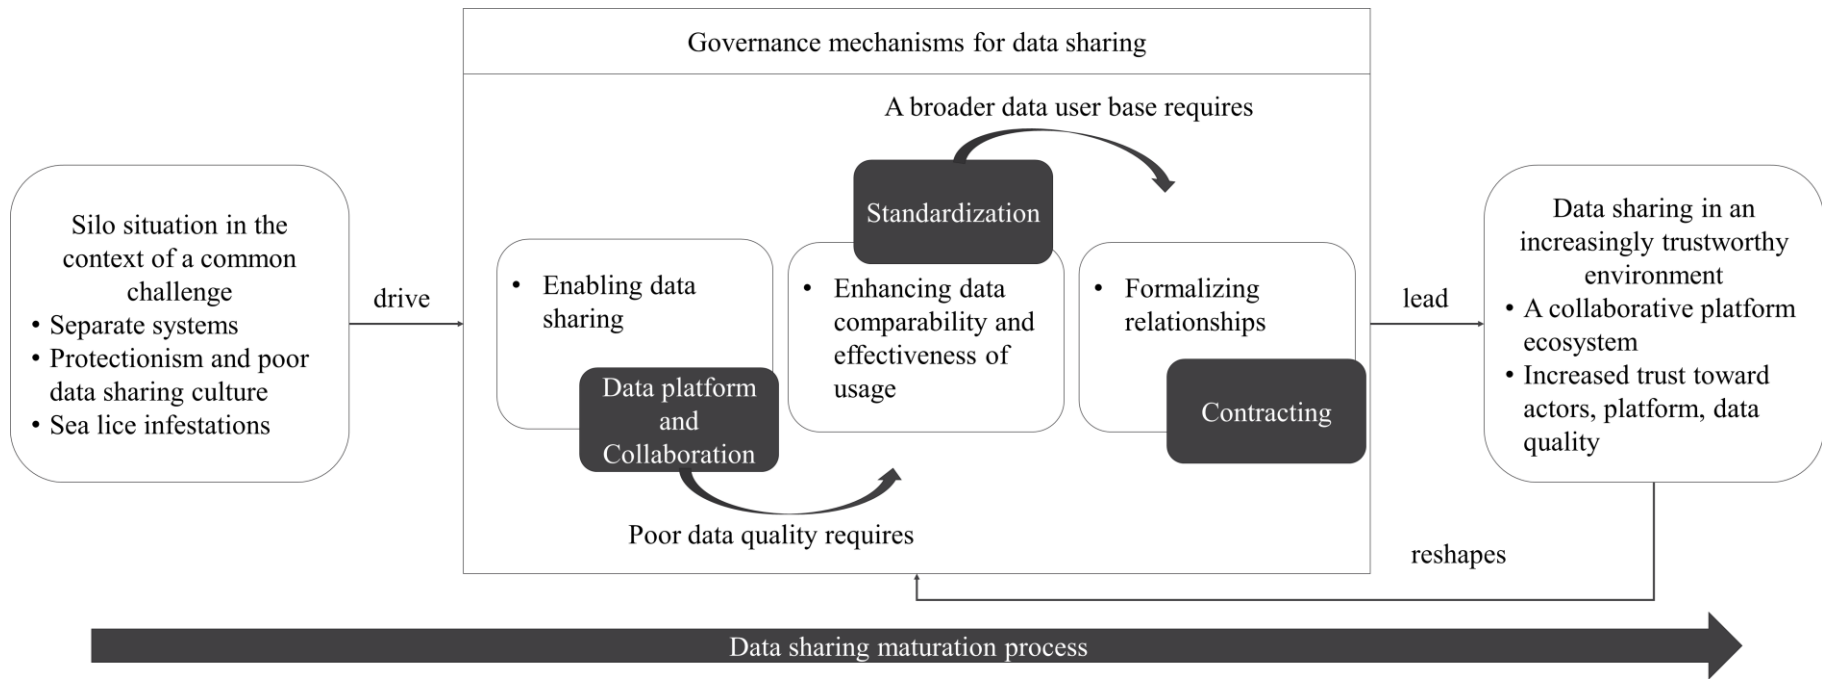 Governance mechanisms for data sharing
Silo situation in the
context of a common
challenge
• Separate systems
• Protectionism and poor
data sharing culture
• Sea lice infestations
drive
• Enabling data
sharing
Data platform
and
Collaboration
Poor data quality requires
Standardization
• Enhancing data
comparability and
effectiveness of
usage
A broader data user base requires
• Formalizing
relationships
Contracting
lead
Data sharing in an
increasingly trustworthy
environment
• A collaborative platform
ecosystem
• Increased trust toward
actors, platform, data
quality
reshapes
Data sharing maturation process